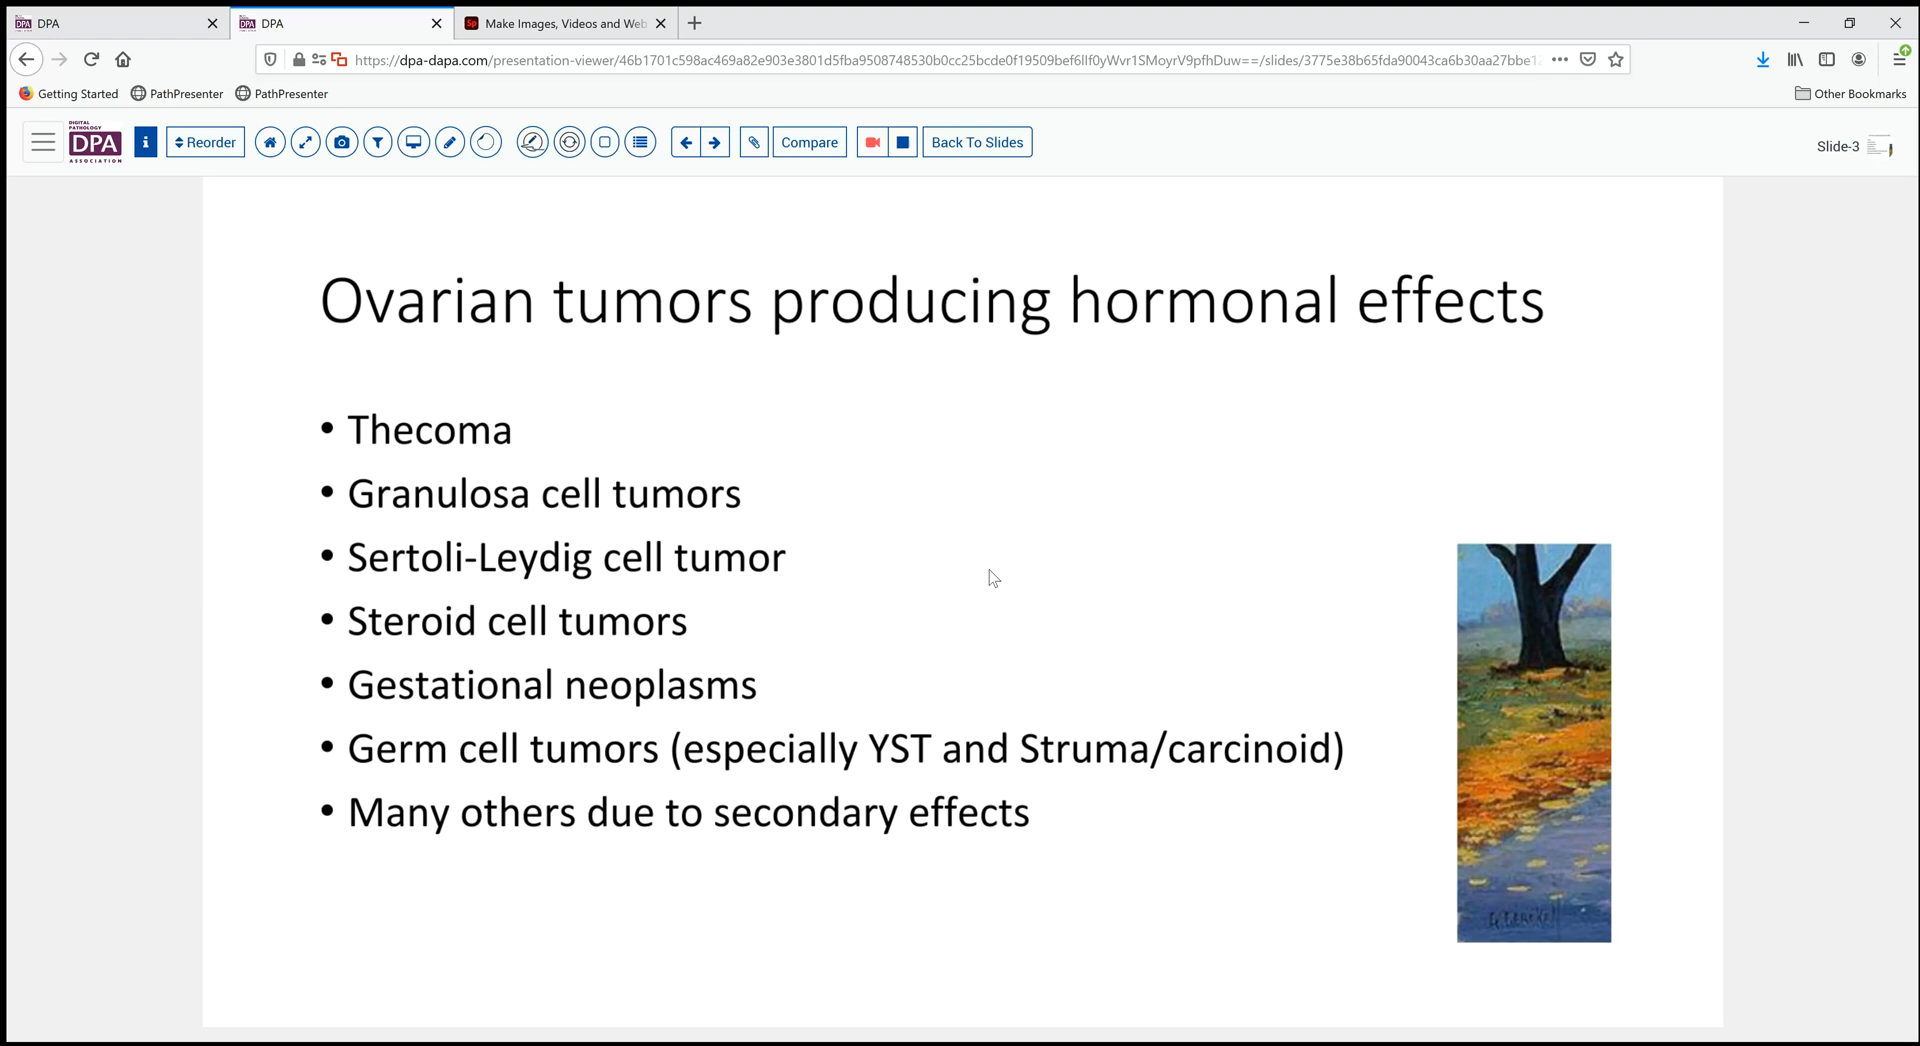 DPA
DPA
Make Images, Videos and Web
https://dpa-dapa.com/presentation-viewer/
Getting Started
PathPresenter
PathPresenter
Other Bookmarks
DIGITAL
PATHOLOGY
DPA
ASSOCIATION
Reorder
Compare
Back To Slides
Slide-3
Ovarian tumors producing hormonal effects
• Thecoma
• Granulosa cell tumors
• Sertoli-Leydig cell tumor
• Steroid cell tumors
• Gestational neoplasms
• Germ cell tumors (especially YST and Struma/carcinoid)
• Many others due to secondary effects